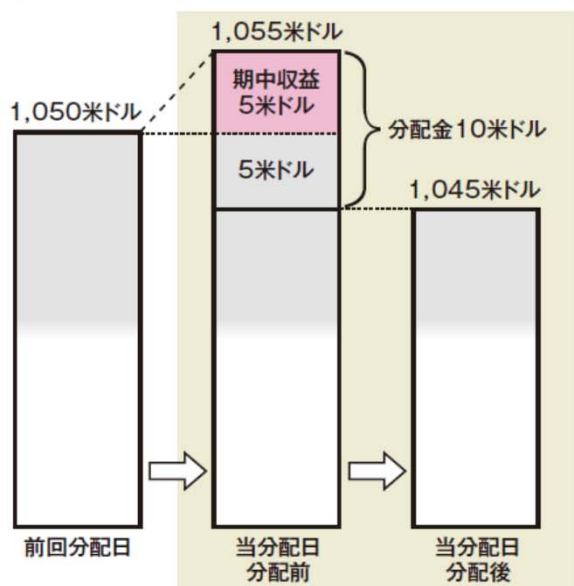 1,055米ドル
期中収益
5米ドル
1,050米ドル
分配金10米ドル
5米ドル
1,045米ドル
前回分配日
当分配日
分配前
当分配日
分配後